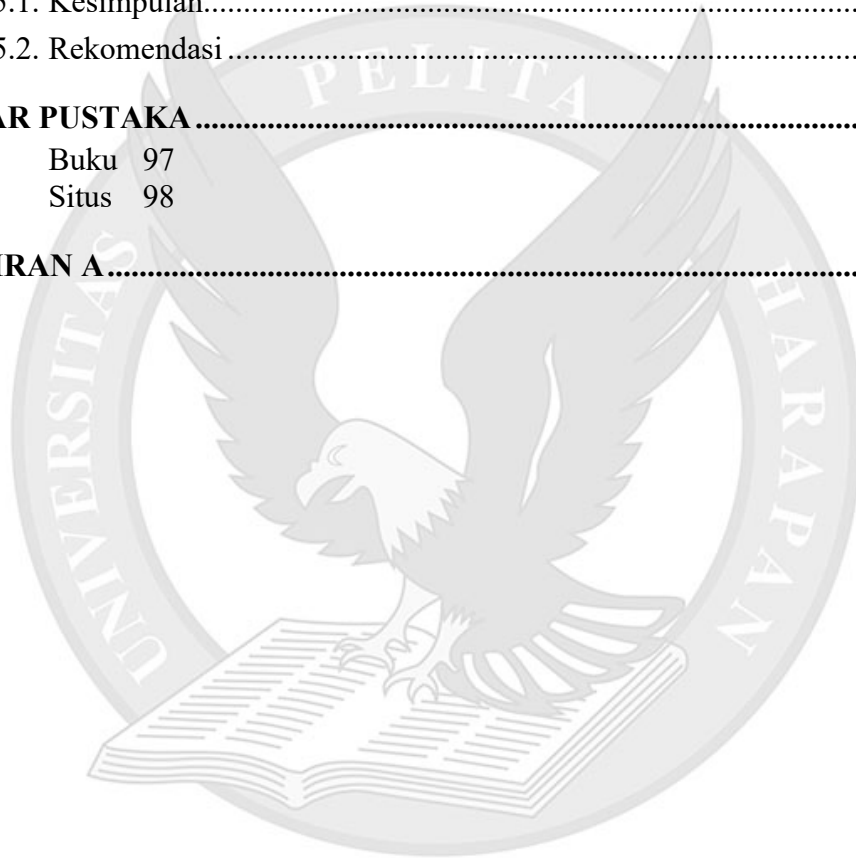 5.1. Kesimpulan..........................................................................................
5.2. Rekomendasi.......................................................................................
AR PUSTAKA..........................................................................................
Buku 97
Situs 98
IRAN A..........................................................................................
UNIVERSITAS PELITA HARAPAN